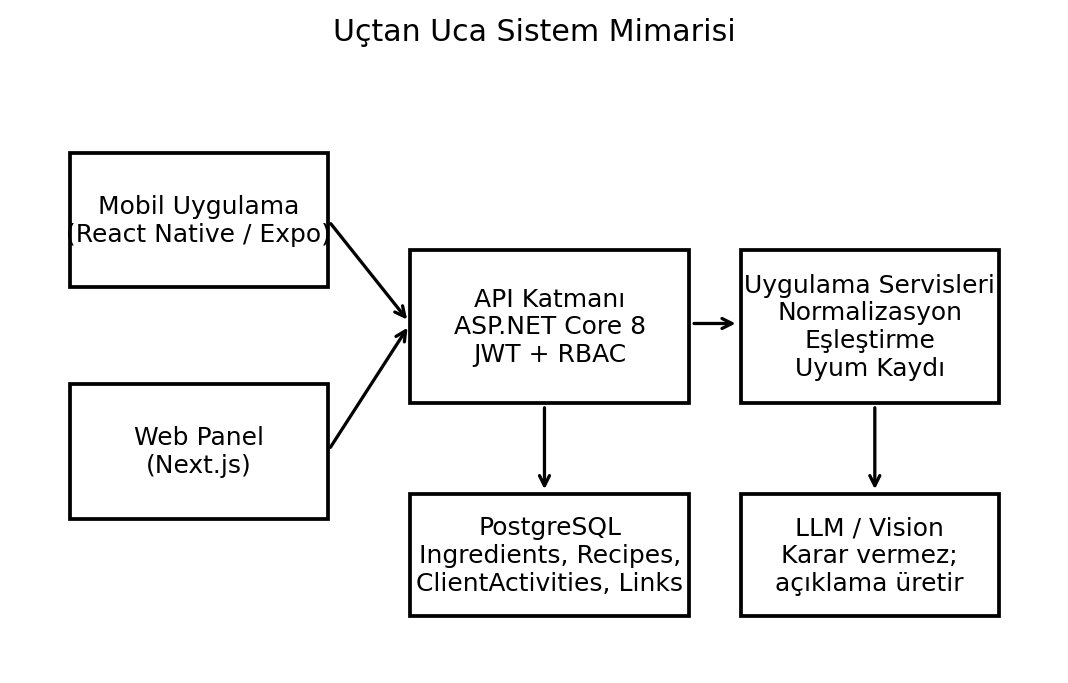 Uçtan Uca Sistem Mimarisi
Mobil Uygulama
(React Native / Expo)
Web Panel
(Next.js)
API Katmanı
ASP.NET Core 8
JWT + RBAC
Uygulama Servisleri
Normalizasyon
Eşleştirme
Uyum Kaydı
PostgreSQL
Ingredients, Recipes,
ClientActivities, Links
LLM / Vision
Karar vermez;
açıklama üretir